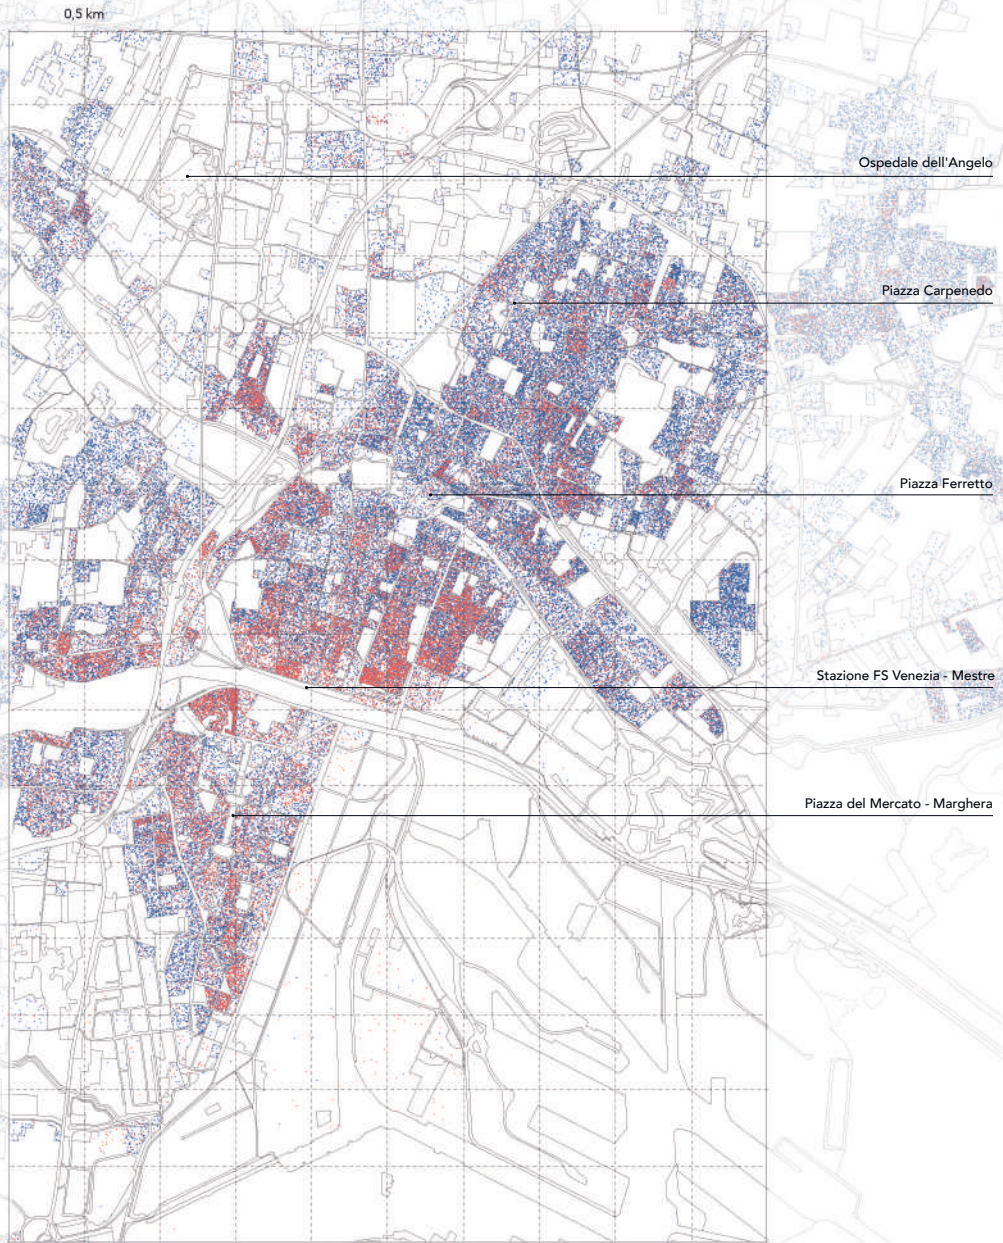 0,5 km
Ospedale dell'Angelo
Piazza Carpenedo
Piazza Ferretto
Stazione FS Venezia - Mestre
Piazza del Mercato - Marghera